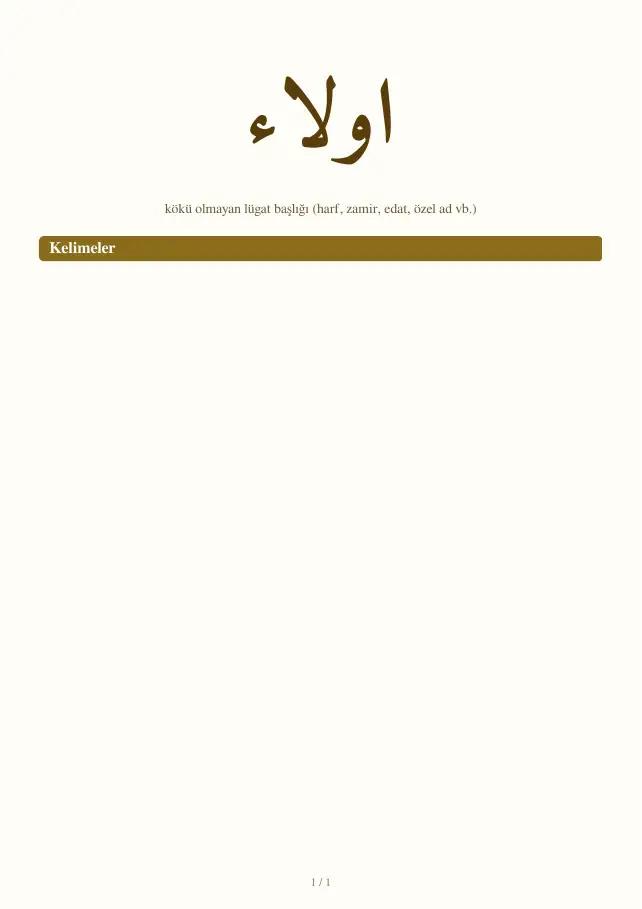 اولاء
kökü olmayan lügat başlığı (harf, zamir, edat, özel ad vb.)
Kelimeler
1 / 1